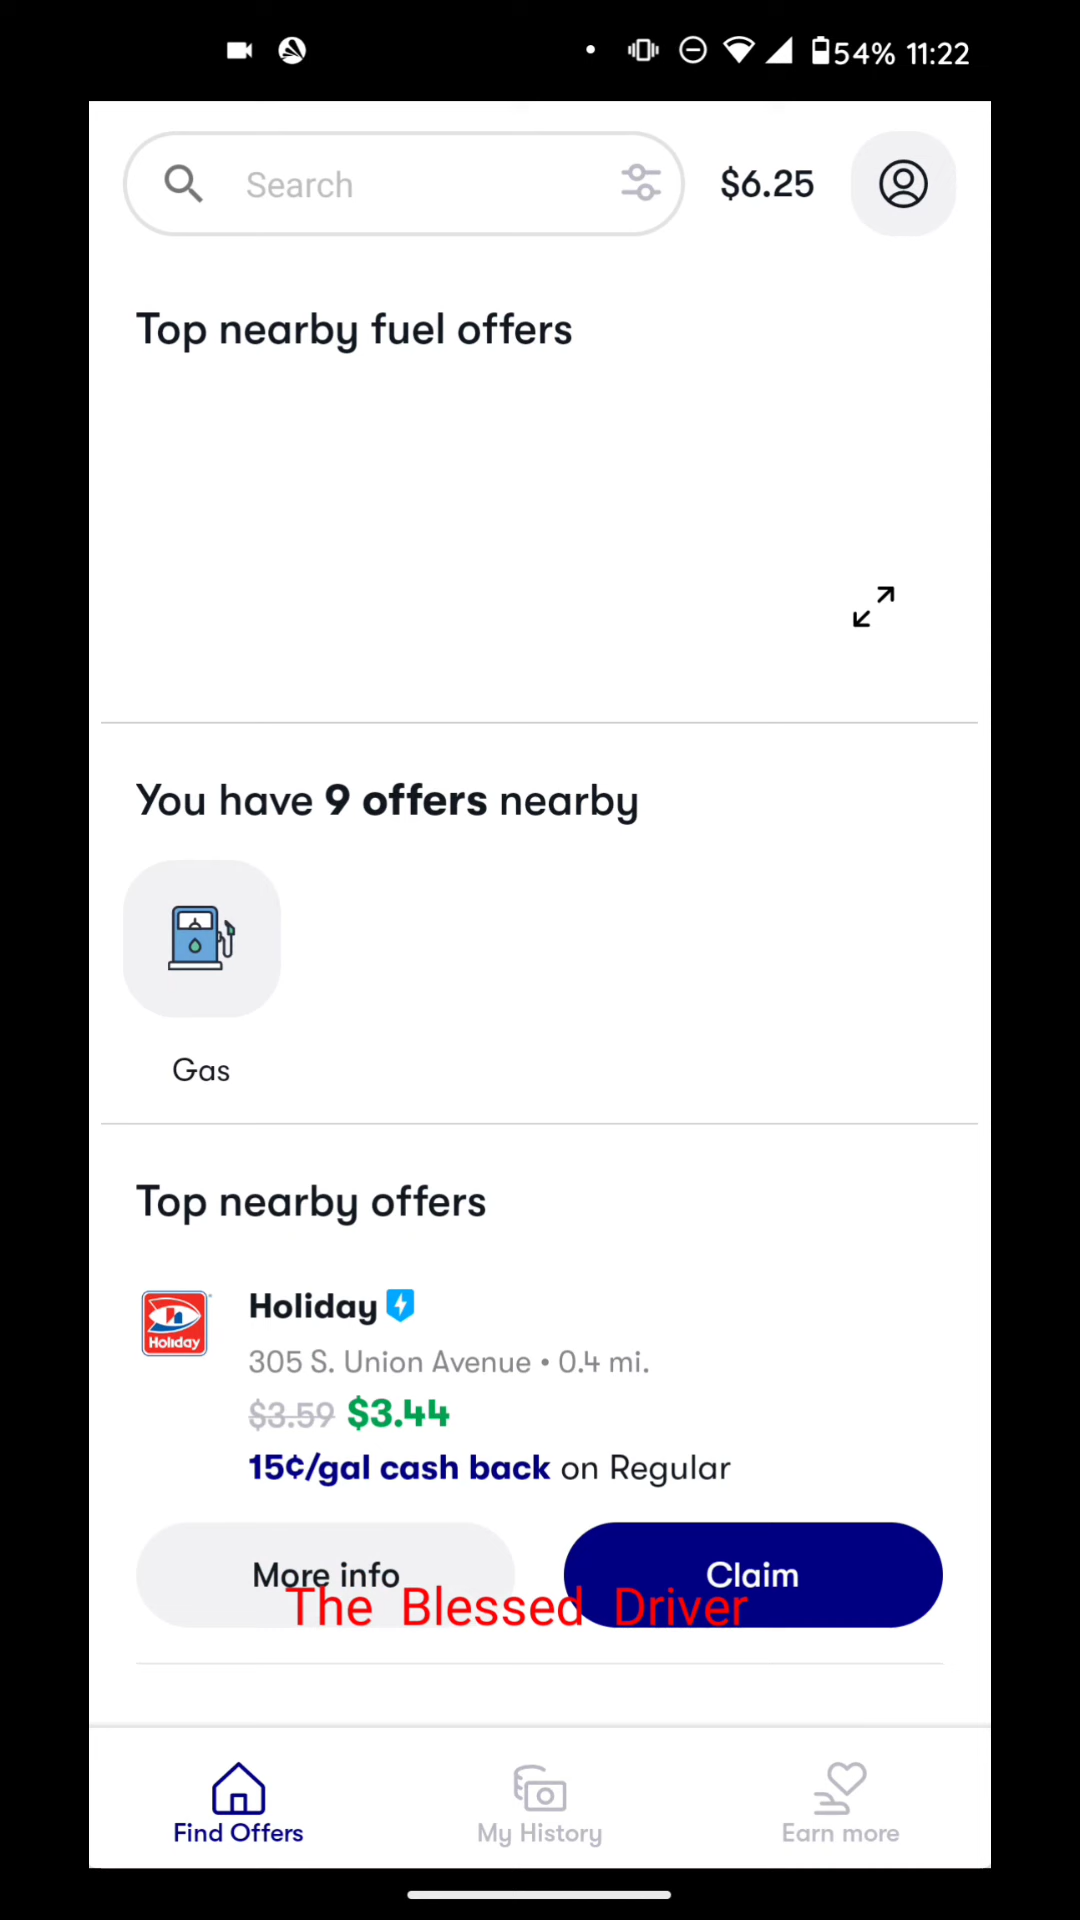 54% 11:22
Search
$6.25
Top nearby fuel offers
You have 9 offers nearby
Gas
Top nearby offers
Holiday
Holiday
305 S. Union Avenue • 0.4 mi.
$3.59 $3.44
15¢/gal cash back on Regular
More info
Claim
The Blessed Driver
Find Offers
My History
Earn more